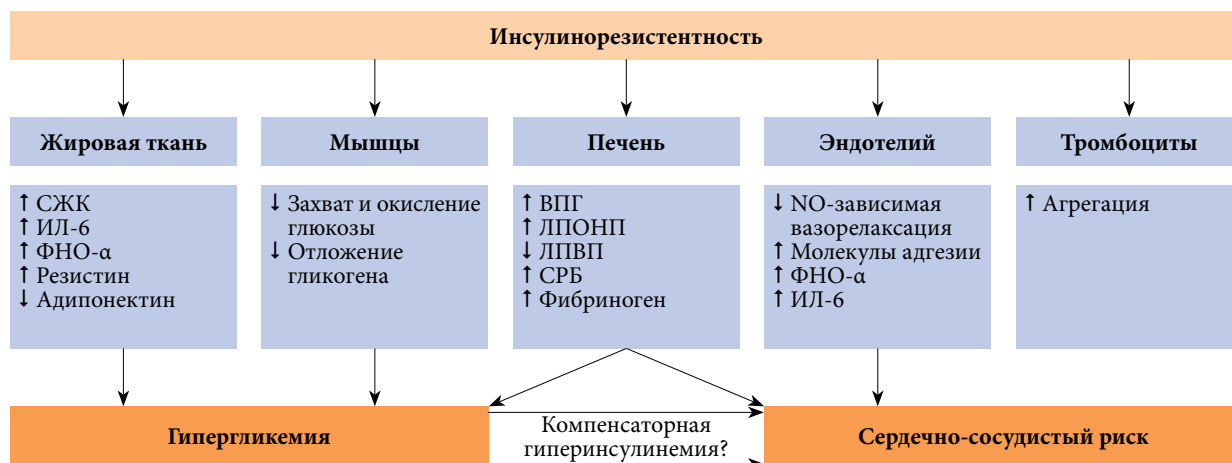 Инсулинорезистентность
Жировая ткань
Мышцы
Печень
Эндотелий
Тромбоциты
↑ СЖК
↑ ИЛ-6
↑ ФНО-α
↑ Резистин
↓ Адипонектин
↓ Захват и окисление
глюкозы
↓ Отложение
гликогена
↑ ВПГ
↑ ЛПОНП
↓ ЛПВП
↑ СРБ
↑ Фибриноген
↓ NO-зависимая
вазорелаксация
↑ Молекулы адгезии
↑ ФНО-α
↑ ИЛ-6
↑ Агрегация
Гипергликемия
Компенсаторная
гиперинсулинемия?
Сердечно-сосудистый риск